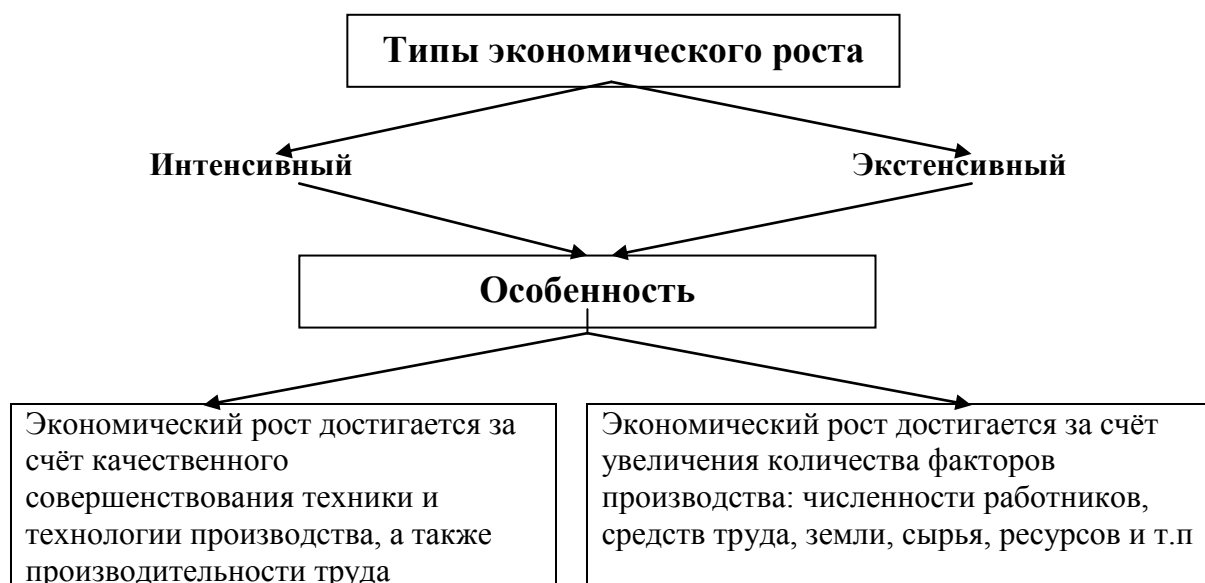 Типы экономического роста
Интенсивный
Экстенсивный
Особенность
Экономический рост достигается за
счёт качественного
совершенствования техники и
технологии производства, а также
производительности труда
Экономический рост достигается за счёт
увеличения количества факторов
производства: численности работников,
средств труда, земли, сырья, ресурсов и т.п